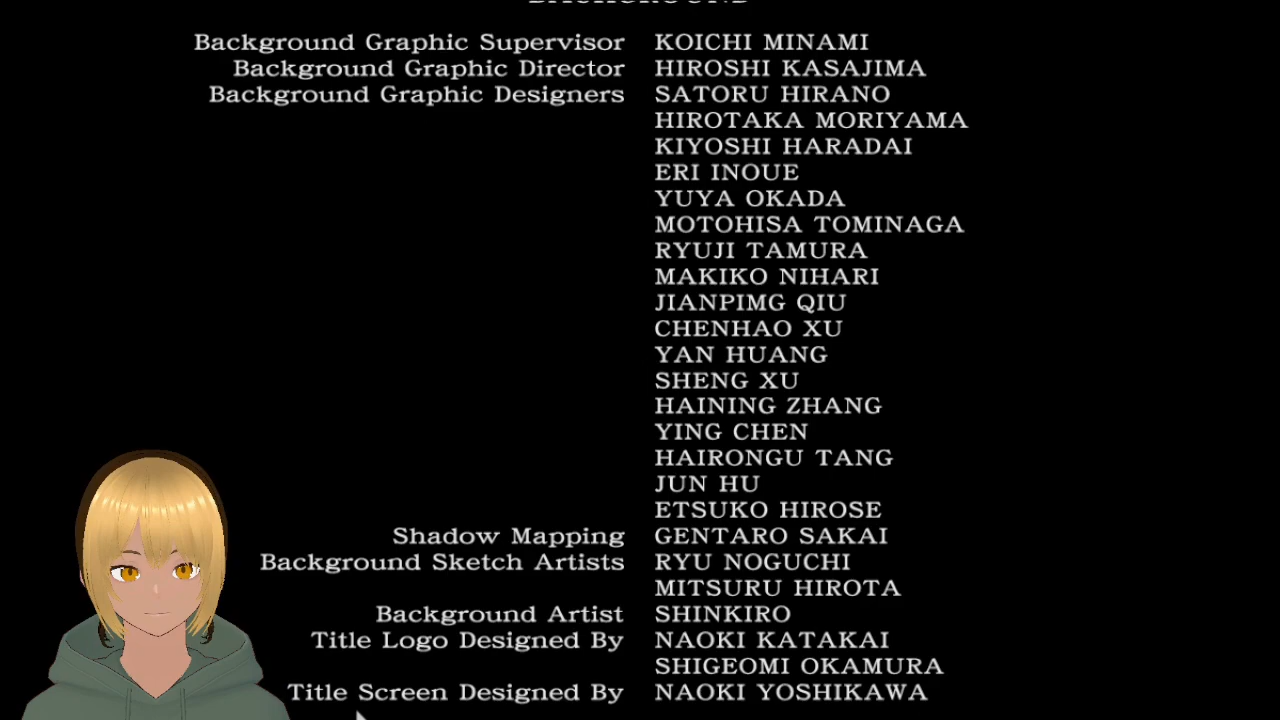 BACKGROUND
Background Graphic Supervisor KOICHI MINAMI
Background Graphic Director HIROSHI KASAJIMA
Background Graphic Designers SATORU HIRANO
HIROTAKA MORIYAMA
KIYOSHI HARADAI
ERI INOUE
YUYA OKADA
MOTOHISA TOMINAGA
RYUJI TAMURA
MAKIKO NIHARI
JIANPIMG QIU
CHENHAO XU
YAN HUANG
SHENG XU
HAINING ZHANG
YING CHEN
HAIRONGU TANG
JUN HU
ETSUKO HIROSE
Shadow Mapping GENTARO SAKAI
Background Sketch Artists RYU NOGUCHI
MITSURU HIROTA
Background Artist SHINKIRO
Title Logo Designed By NAOKI KATAKAI
SHIGEOMI OKAMURA
Title Screen Designed By NAOKI YOSHIKAWA